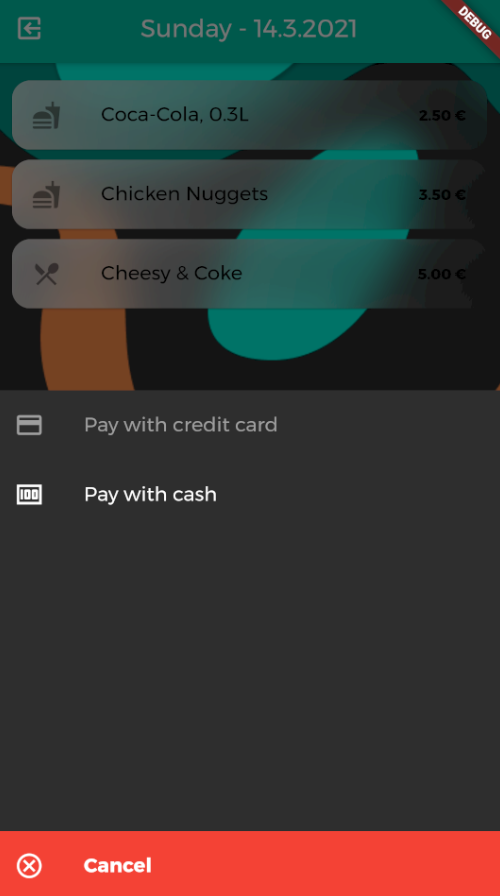 Sunday - 14.3.2021
DEBUG
Coca-Cola, 0.3L
2.50 €
Chicken Nuggets
3.50 €
Cheesy & Coke
5.00 €
Pay with credit card
100
Pay with cash
Cancel